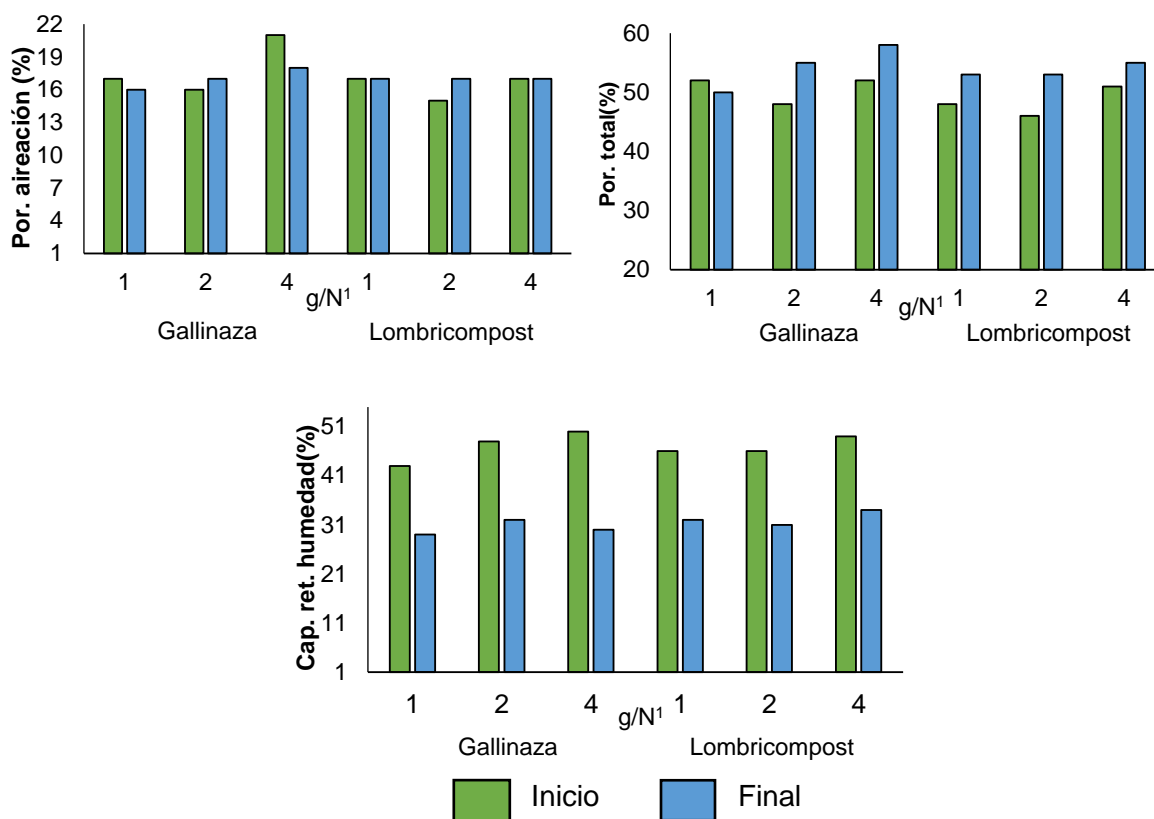 Por. aireación (%)
22
19
16
13
10
7
4
1
1 2 4 g/N¹ 1 2 4
Gallinaza Lombricompost
Por. total(%)
60
50
40
30
20
1 2 4 g/N¹ 1 2 4
Gallinaza Lombricompost
Cap. ret. humedad(%)
51
41
31
21
11
1
1 2 4 g/N¹ 1 2 4
Gallinaza Lombricompost
Inicio Final